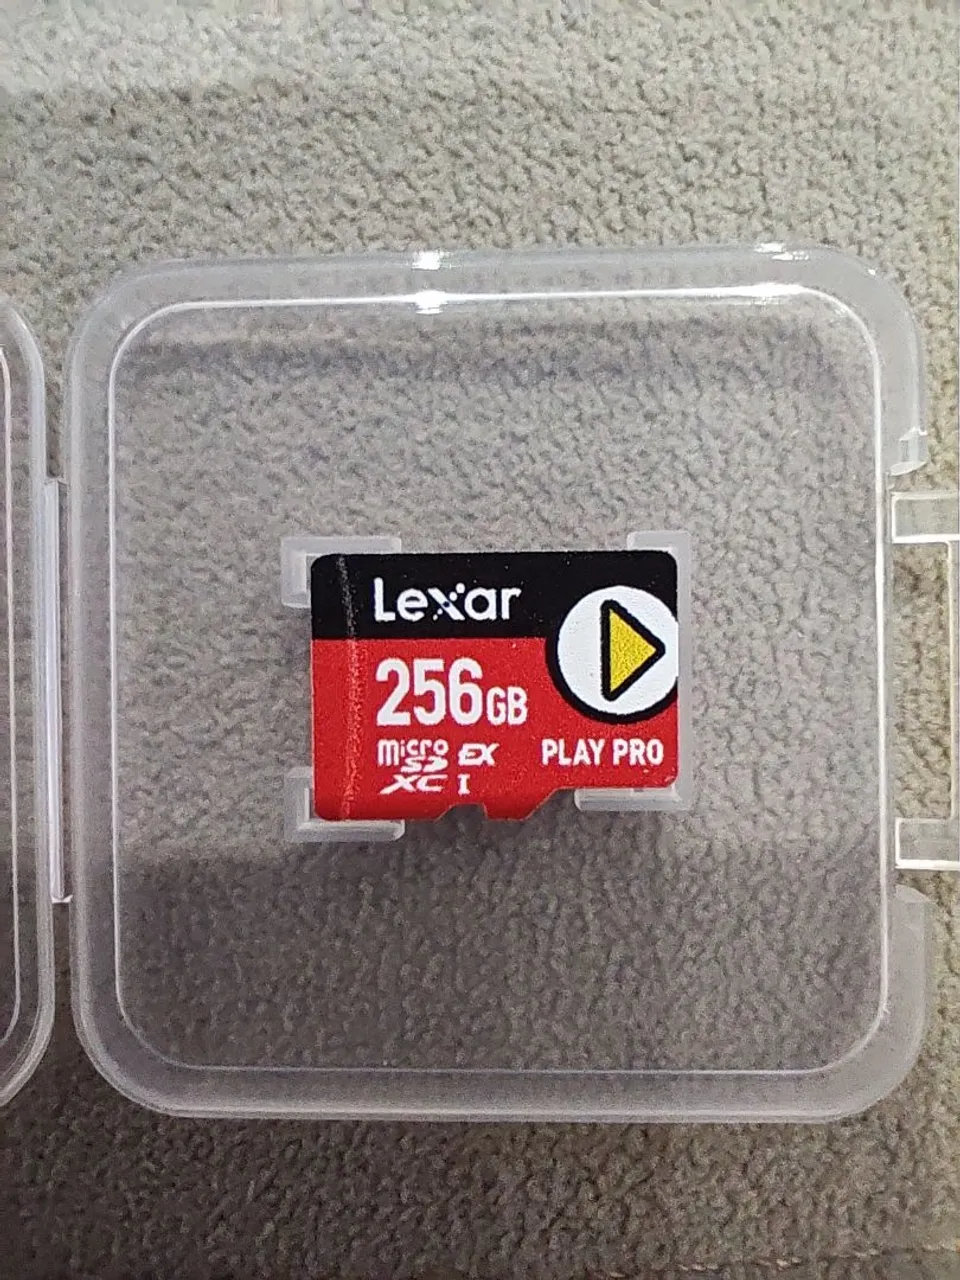 Lexar
256GB
micro SD XC EX I
PLAY PRO